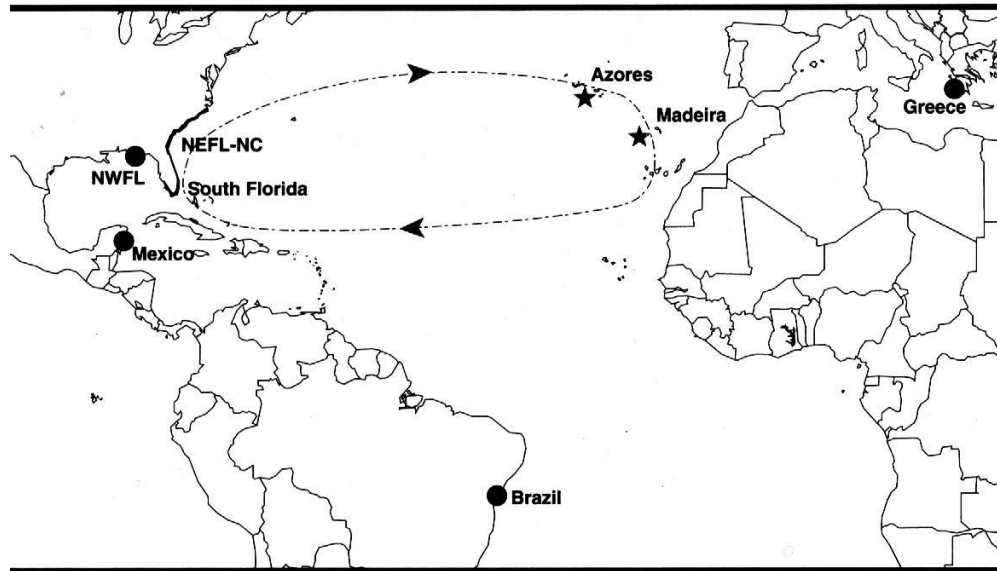 Azores
Greece
Madeira
NEFL-NC
NWFL
South Florida
Mexico
Brazil